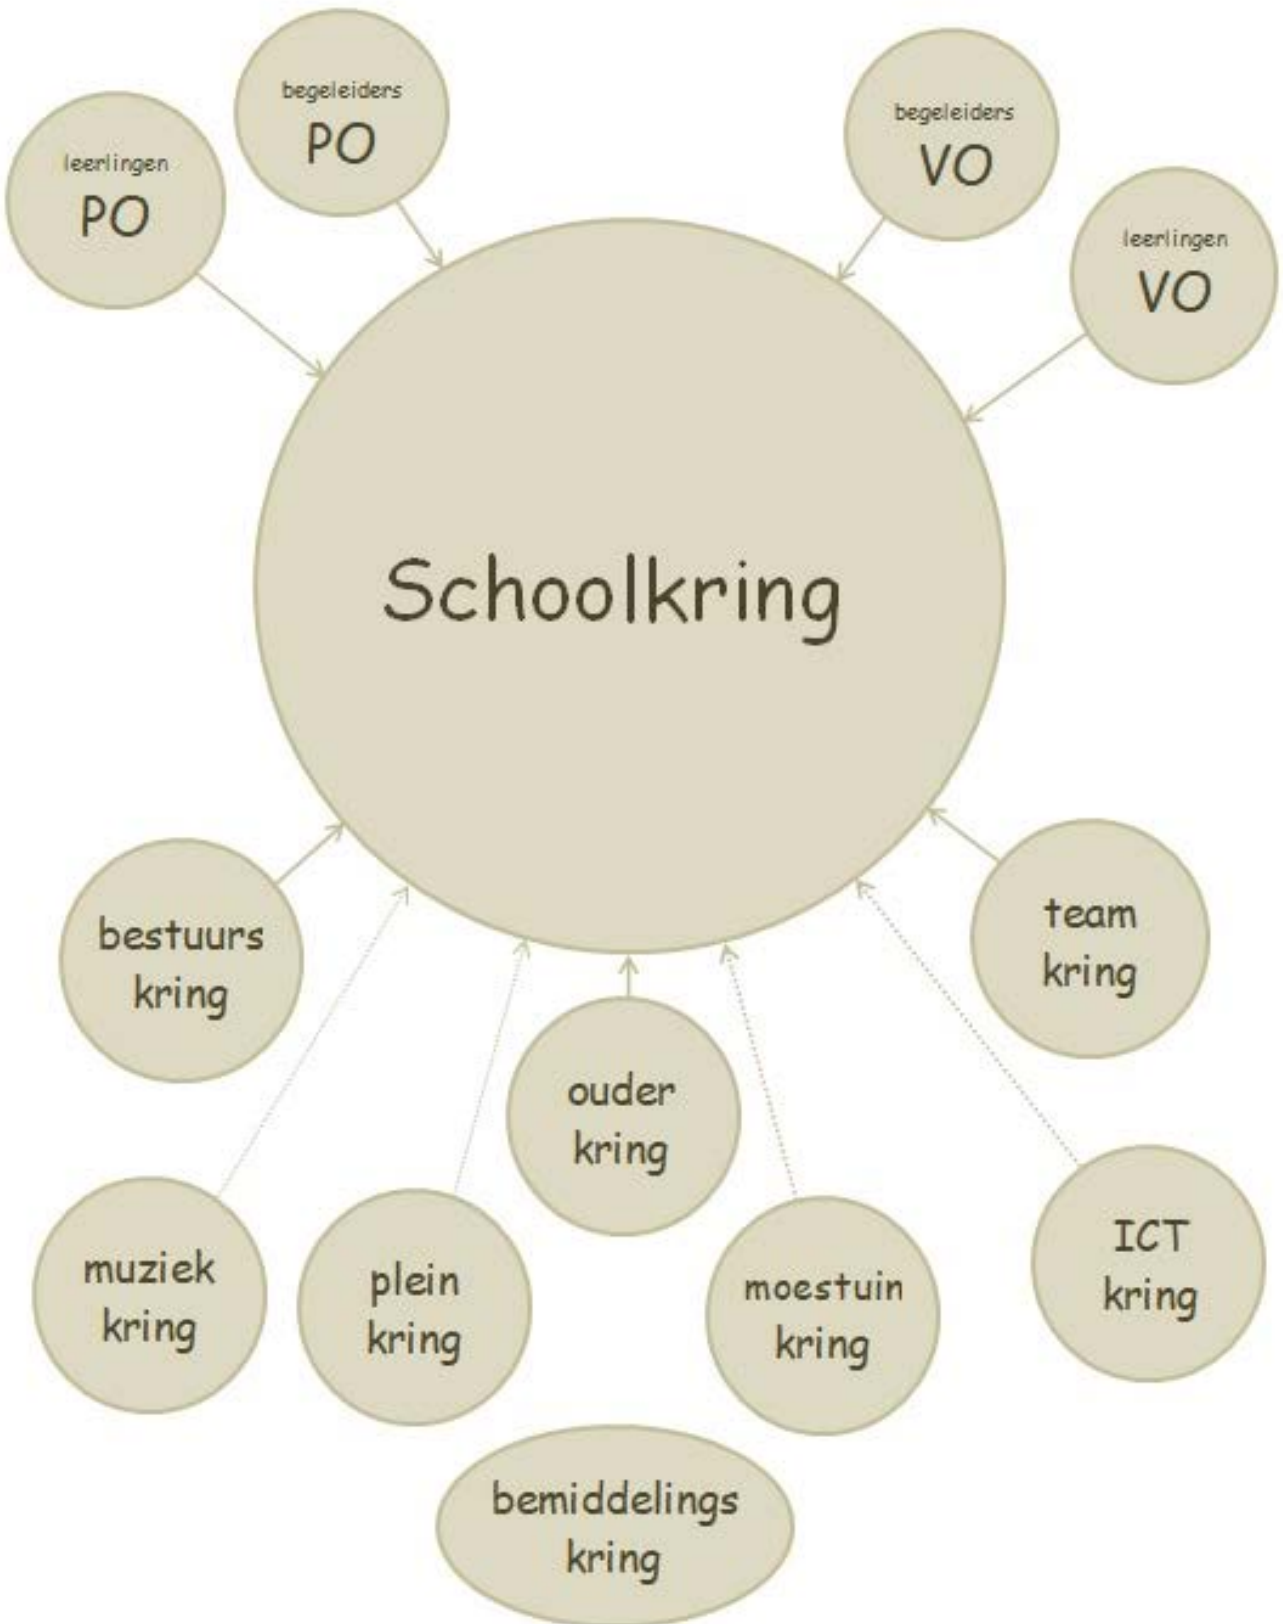 begeleiders
PO
begeleiders
VO
leerlingen
PO
leerlingen
VO
Schoolkring
bestuurs
kring
team
kring
ouder
kring
muziek
kring
plein
kring
moestuin
kring
ICT
kring
bemiddelings
kring